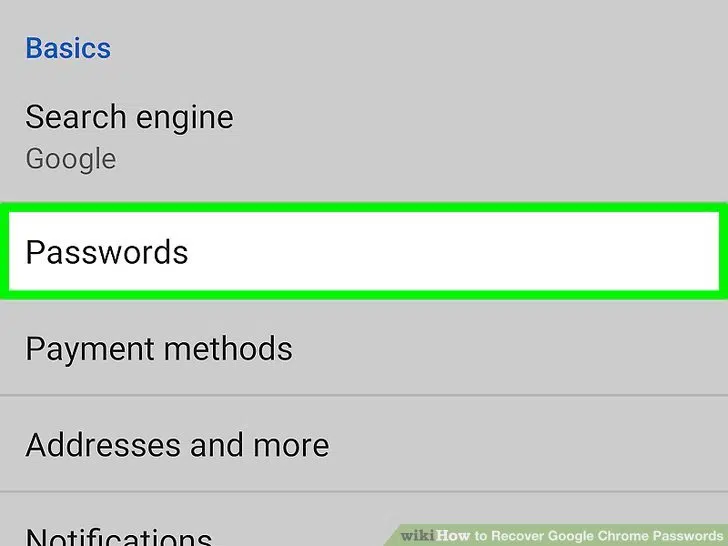 Basics
Search engine
Google
Passwords
Payment methods
Addresses and more
Notifications
wikiHow to Recover Google Chrome Passwords